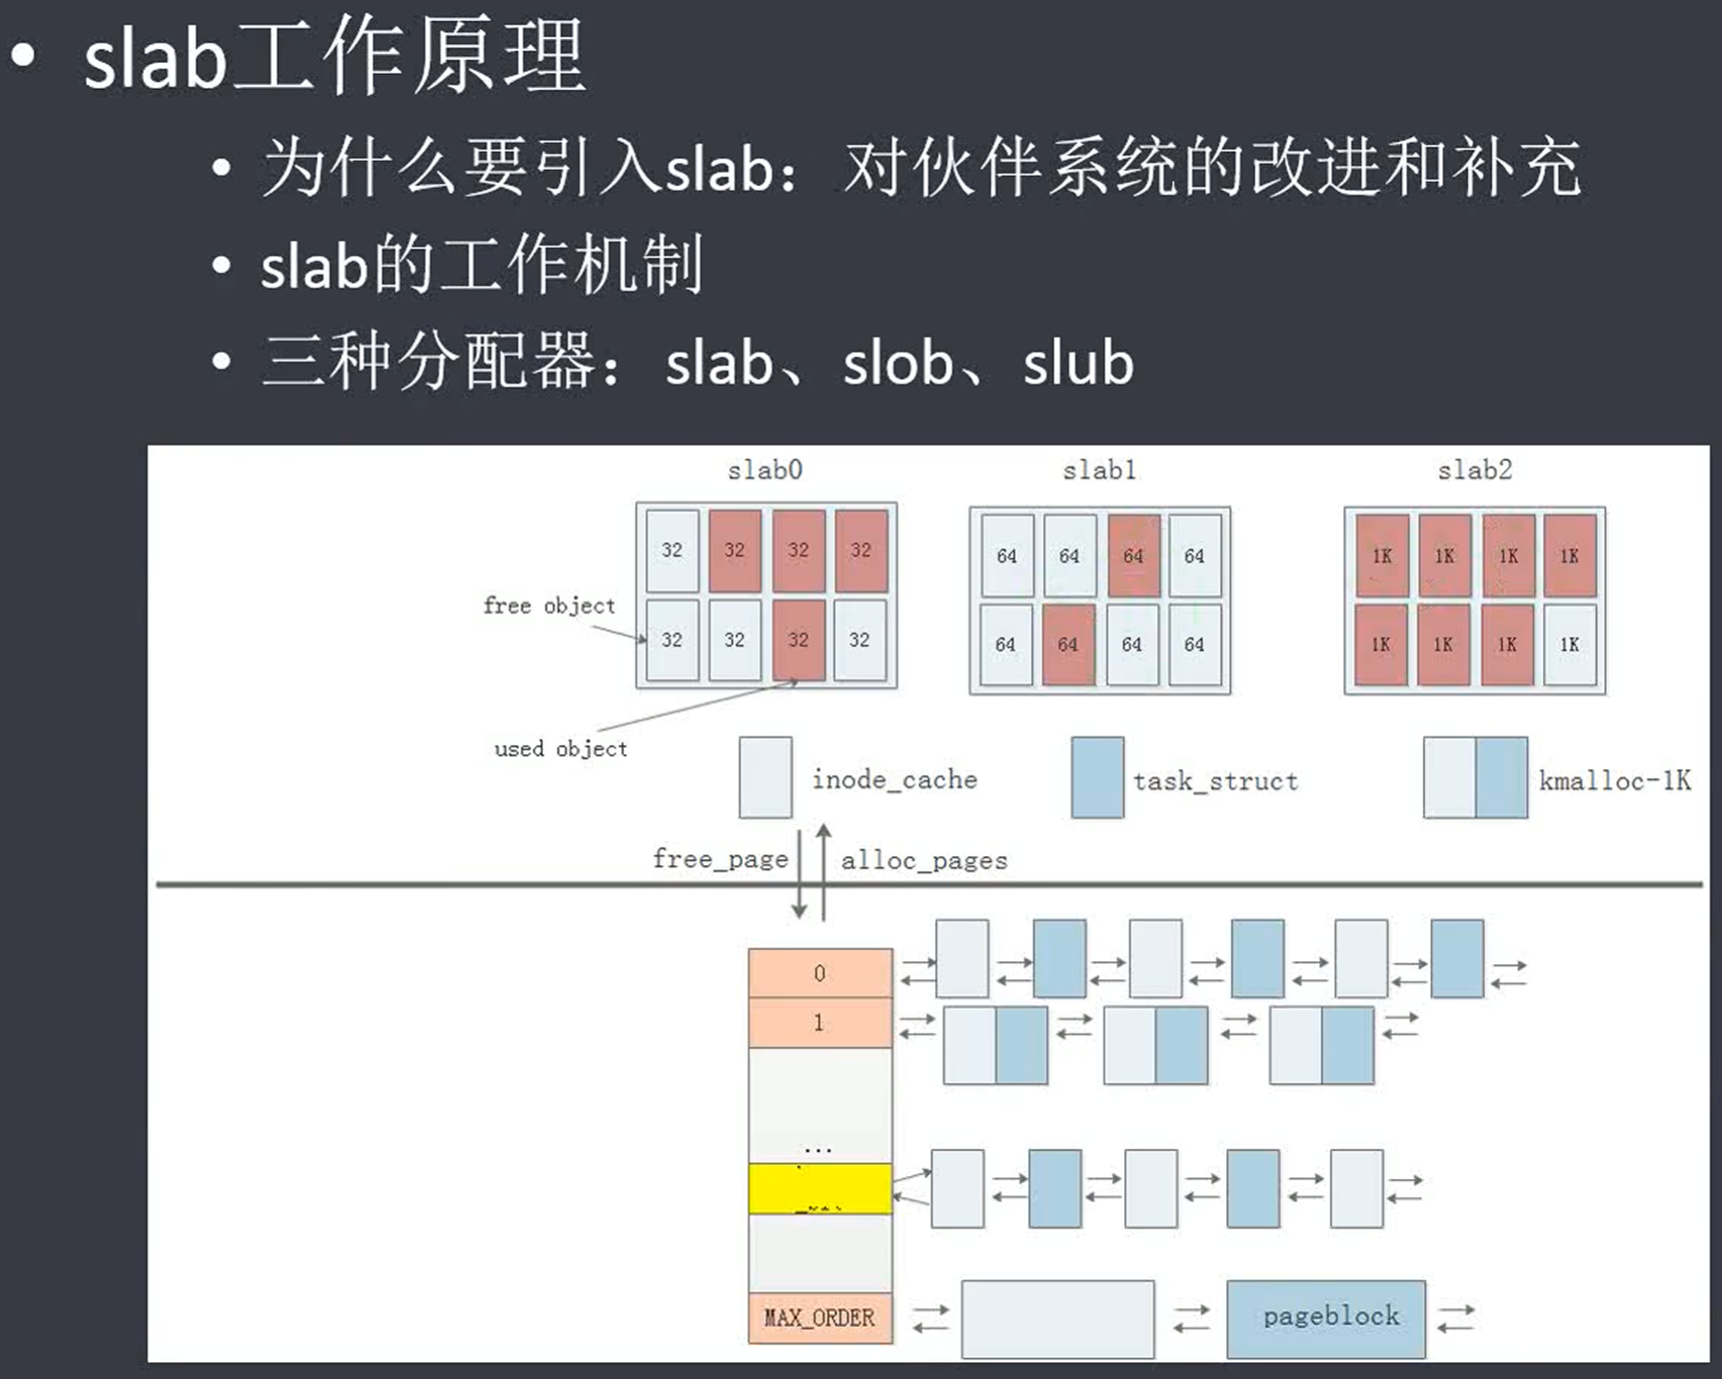 • slab工作原理
• 为什么要引入slab：对伙伴系统的改进和补充
• slab的工作机制
• 三种分配器：slab、slob、slub
slab0 slab1 slab2
32 32 32 32 64 64 64 64 1K 1K 1K 1K
free object
32 32 32 32 64 64 64 64 1K 1K 1K 1K
used object
inode_cache task_struct kmalloc-1K
free_page alloc_pages
0
1
...
MAX_ORDER pageblock